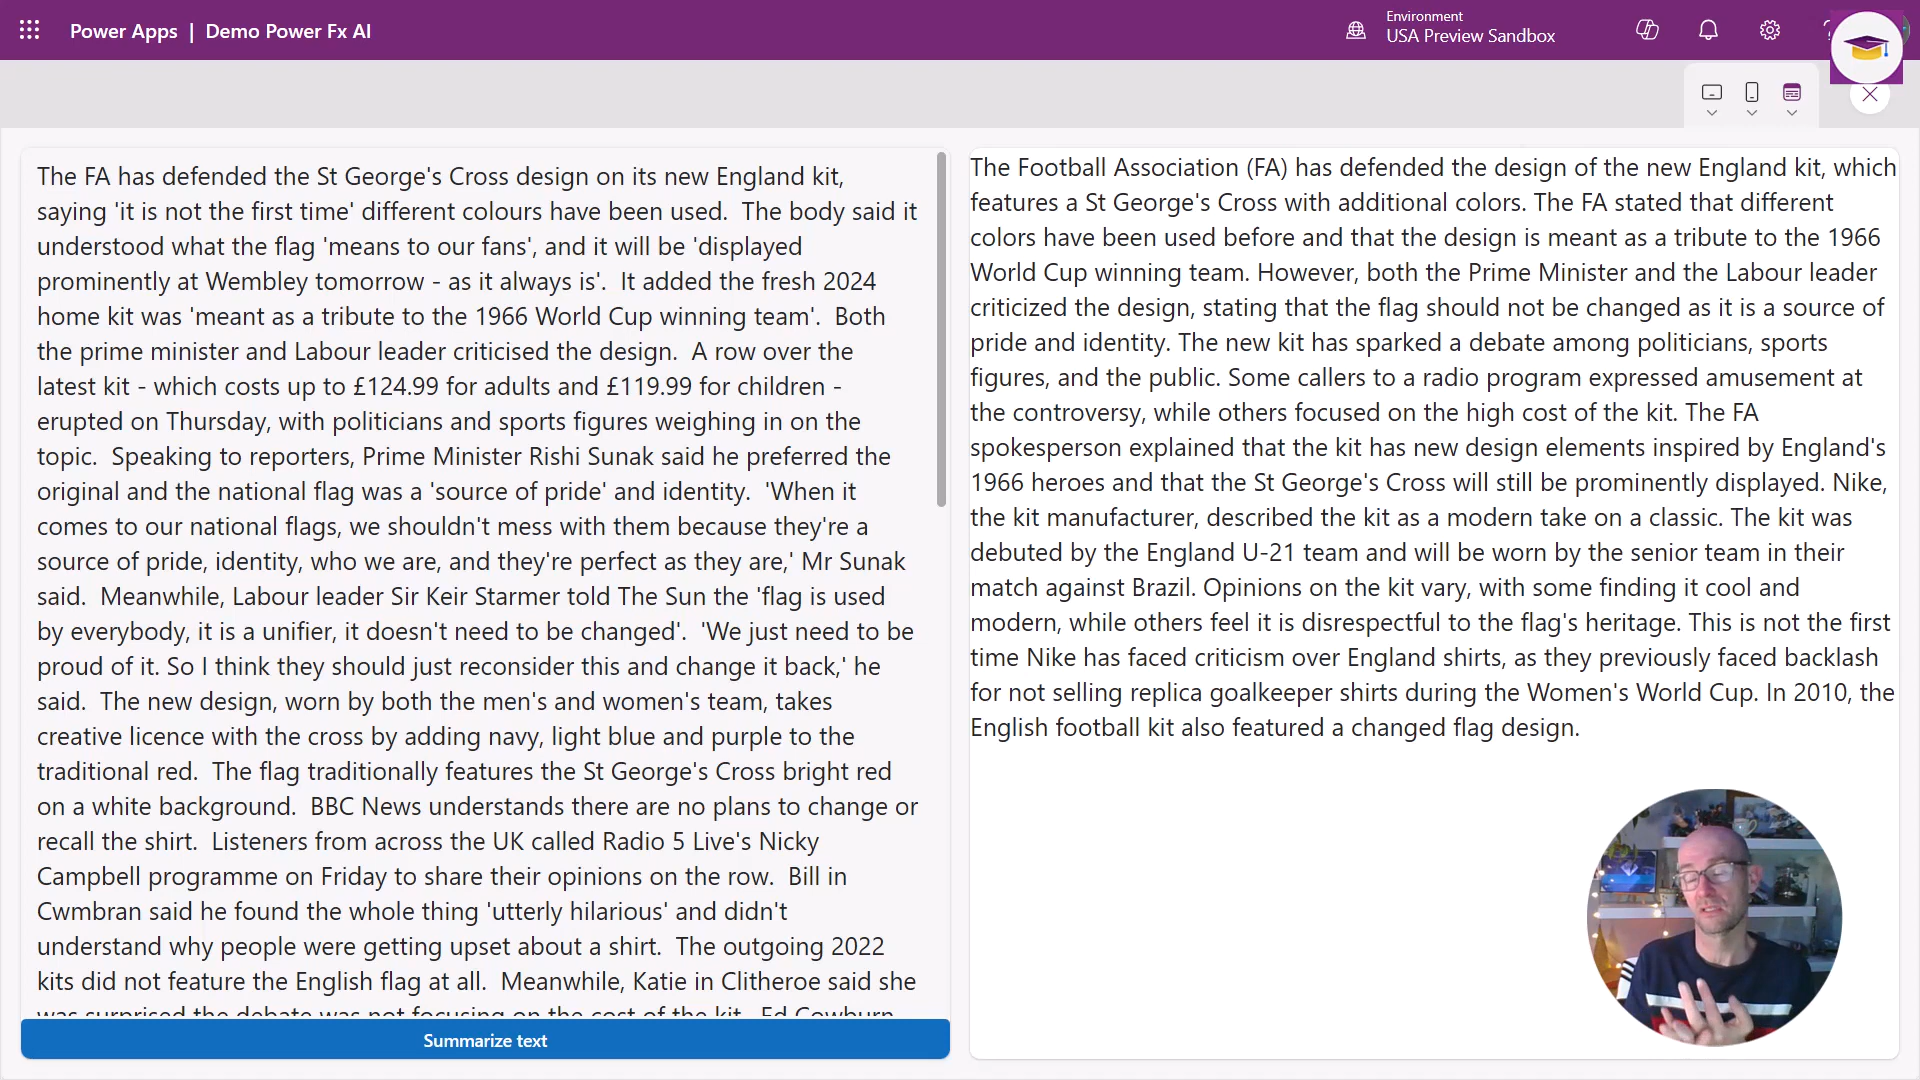 Power Apps | Demo Power Fx AI
Environment
USA Preview Sandbox
The FA has defended the St George's Cross design on its new England kit,
saying 'it is not the first time' different colours have been used.  The body said it
understood what the flag 'means to our fans', and it will be 'displayed
prominently at Wembley tomorrow - as it always is'.  It added the fresh 2024
home kit was 'meant as a tribute to the 1966 World Cup winning team'.  Both
the prime minister and Labour leader criticised the design.  A row over the
latest kit - which costs up to £124.99 for adults and £119.99 for children -
erupted on Thursday, with politicians and sports figures weighing in on the
topic.  Speaking to reporters, Prime Minister Rishi Sunak said he preferred the
original and the national flag was a 'source of pride' and identity.  'When it
comes to our national flags, we shouldn't mess with them because they're a
source of pride, identity, who we are, and they're perfect as they are,' Mr Sunak
said.  Meanwhile, Labour leader Sir Keir Starmer told The Sun the 'flag is used
by everybody, it is a unifier, it doesn't need to be changed'.  'We just need to be
proud of it. So I think they should just reconsider this and change it back,' he
said.  The new design, worn by both the men's and women's team, takes
creative licence with the cross by adding navy, light blue and purple to the
traditional red.  The flag traditionally features the St George's Cross bright red
on a white background.  BBC News understands there are no plans to change or
recall the shirt.  Listeners from across the UK called Radio 5 Live's Nicky
Campbell programme on Friday to share their opinions on the row.  Bill in
Cwmbran said he found the whole thing 'utterly hilarious' and didn't
understand why people were getting upset about a shirt.  The outgoing 2022
kits did not feature the English flag at all.  Meanwhile, Katie in Clitheroe said she
was surprised the debate was not focusing on the cost of the kit.  Ed Cowburn
Summarize text
The Football Association (FA) has defended the design of the new England kit, which
features a St George's Cross with additional colors. The FA stated that different
colors have been used before and that the design is meant as a tribute to the 1966
World Cup winning team. However, both the Prime Minister and the Labour leader
criticized the design, stating that the flag should not be changed as it is a source of
pride and identity. The new kit has sparked a debate among politicians, sports
figures, and the public. Some callers to a radio program expressed amusement at
the controversy, while others focused on the high cost of the kit. The FA
spokesperson explained that the kit has new design elements inspired by England's
1966 heroes and that the St George's Cross will still be prominently displayed. Nike,
the kit manufacturer, described the kit as a modern take on a classic. The kit was
debuted by the England U-21 team and will be worn by the senior team in their
match against Brazil. Opinions on the kit vary, with some finding it cool and
modern, while others feel it is disrespectful to the flag's heritage. This is not the first
time Nike has faced criticism over England shirts, as they previously faced backlash
for not selling replica goalkeeper shirts during the Women's World Cup. In 2010, the
English football kit also featured a changed flag design.